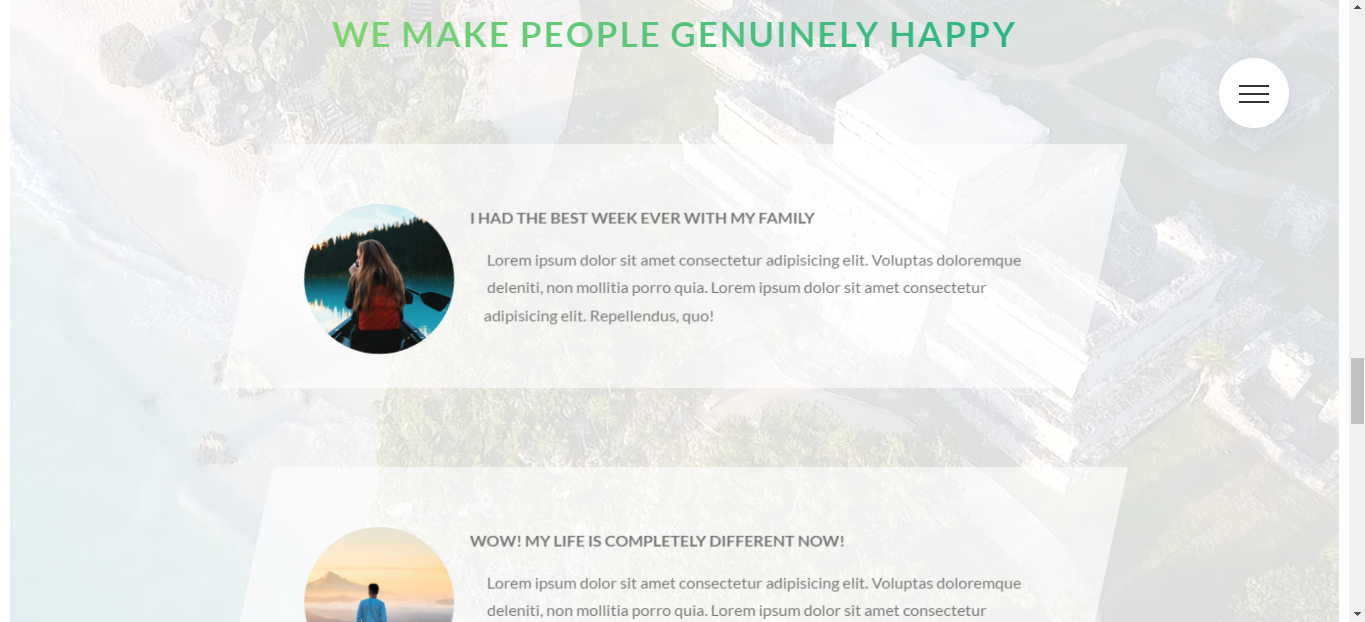 WE MAKE PEOPLE GENUINELY HAPPY
I HAD THE BEST WEEK EVER WITH MY FAMILY
Lorem ipsum dolor sit amet consectetur adipisicing elit. Voluptas doloremque
deleniti, non mollitia porro quia. Lorem ipsum dolor sit amet consectetur
adipisicing elit. Repellendus, quo!
WOW! MY LIFE IS COMPLETELY DIFFERENT NOW!
Lorem ipsum dolor sit amet consectetur adipisicing elit. Voluptas doloremque
deleniti, non mollitia porro quia. Lorem ipsum dolor sit amet consectetur